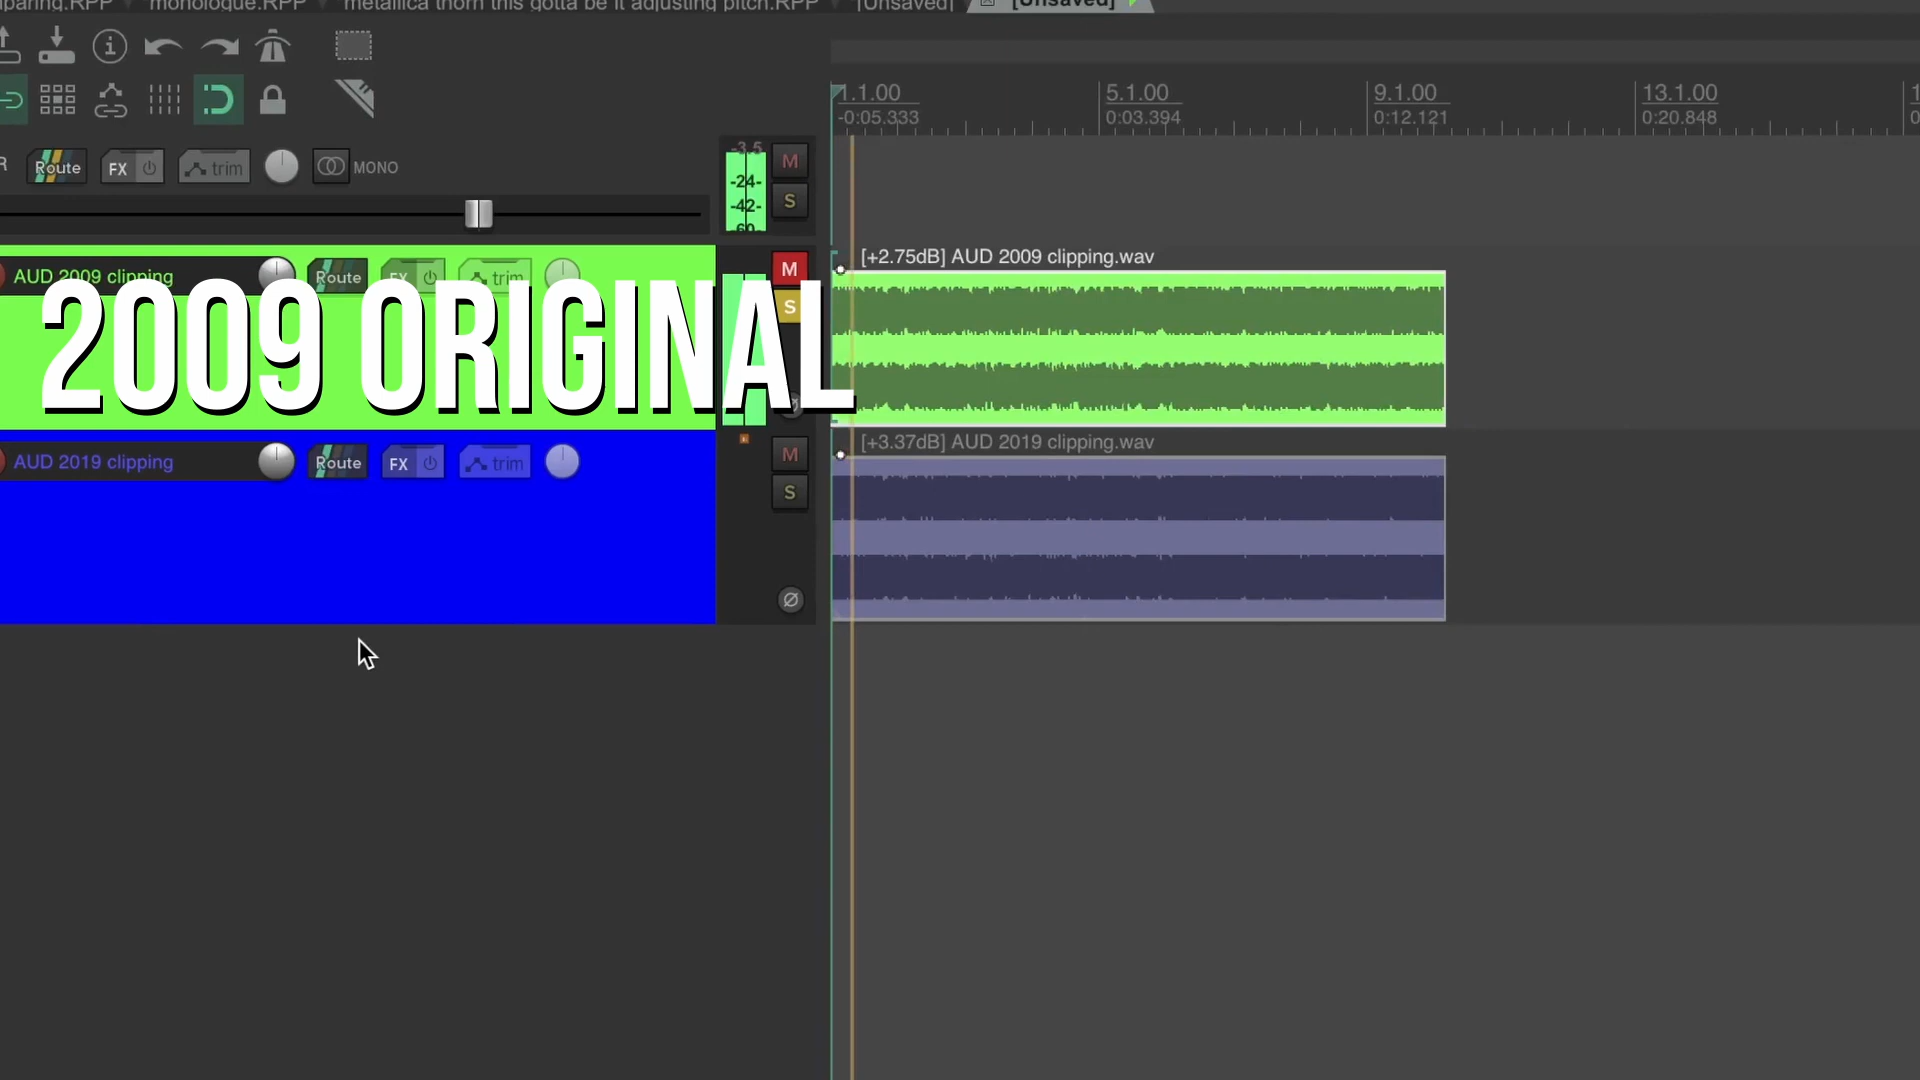 paring.RPP monologue.RPP metallica thorn this gotta be it adjusting pitch.RPP [Unsaved] [Unsaved]
1.1.00 5.1.00 9.1.00 13.1.00
-0:05.333 0:03.394 0:12.121 0:20.848
R Route FX trim MONO
-3.5
-24-
-42-
-60-
M
S
AUD 2009 clipping Route FX trim
M
S
2009 ORIGINAL
[+2.75dB] AUD 2009 clipping.wav
AUD 2019 clipping Route FX trim
M
S
[+3.37dB] AUD 2019 clipping.wav